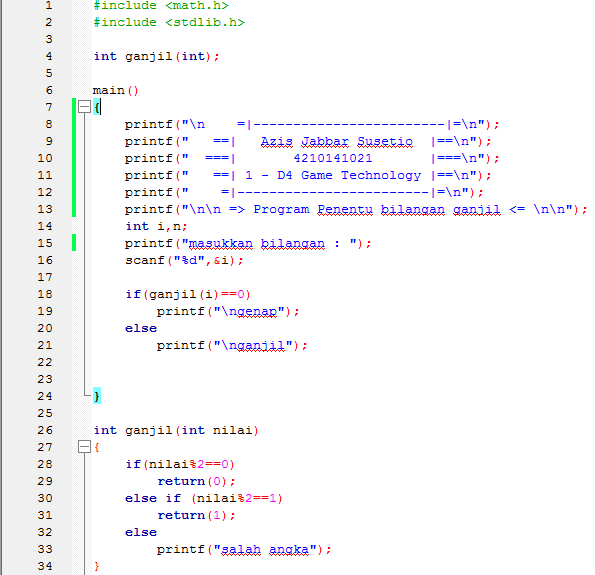 1 #include <math.h>
2 #include <stdlib.h>
3
4 int ganjil(int);
5
6 main()
7 {
8     printf("\n    =|------------------------|=\n");
9     printf("   ==|   Azis Jabbar Susetio  |==\n");
10     printf("  ===|       4210141021       |===\n");
11     printf("   ==| 1 - D4 Game Technology |==\n");
12     printf("    =|------------------------|=\n");
13     printf("\n\n => Program Penentu bilangan ganjil <= \n\n");
14     int i,n;
15     printf("masukkan bilangan : ");
16     scanf("%d",&i);
17
18     if(ganjil(i)==0)
19         printf("\ngenap");
20     else
21         printf("\nganjil");
22
23
24 }
25
26 int ganjil(int nilai)
27 {
28     if(nilai%2==0)
29         return(0);
30     else if (nilai%2==1)
31         return(1);
32     else
33         printf("salah angka");
34 }